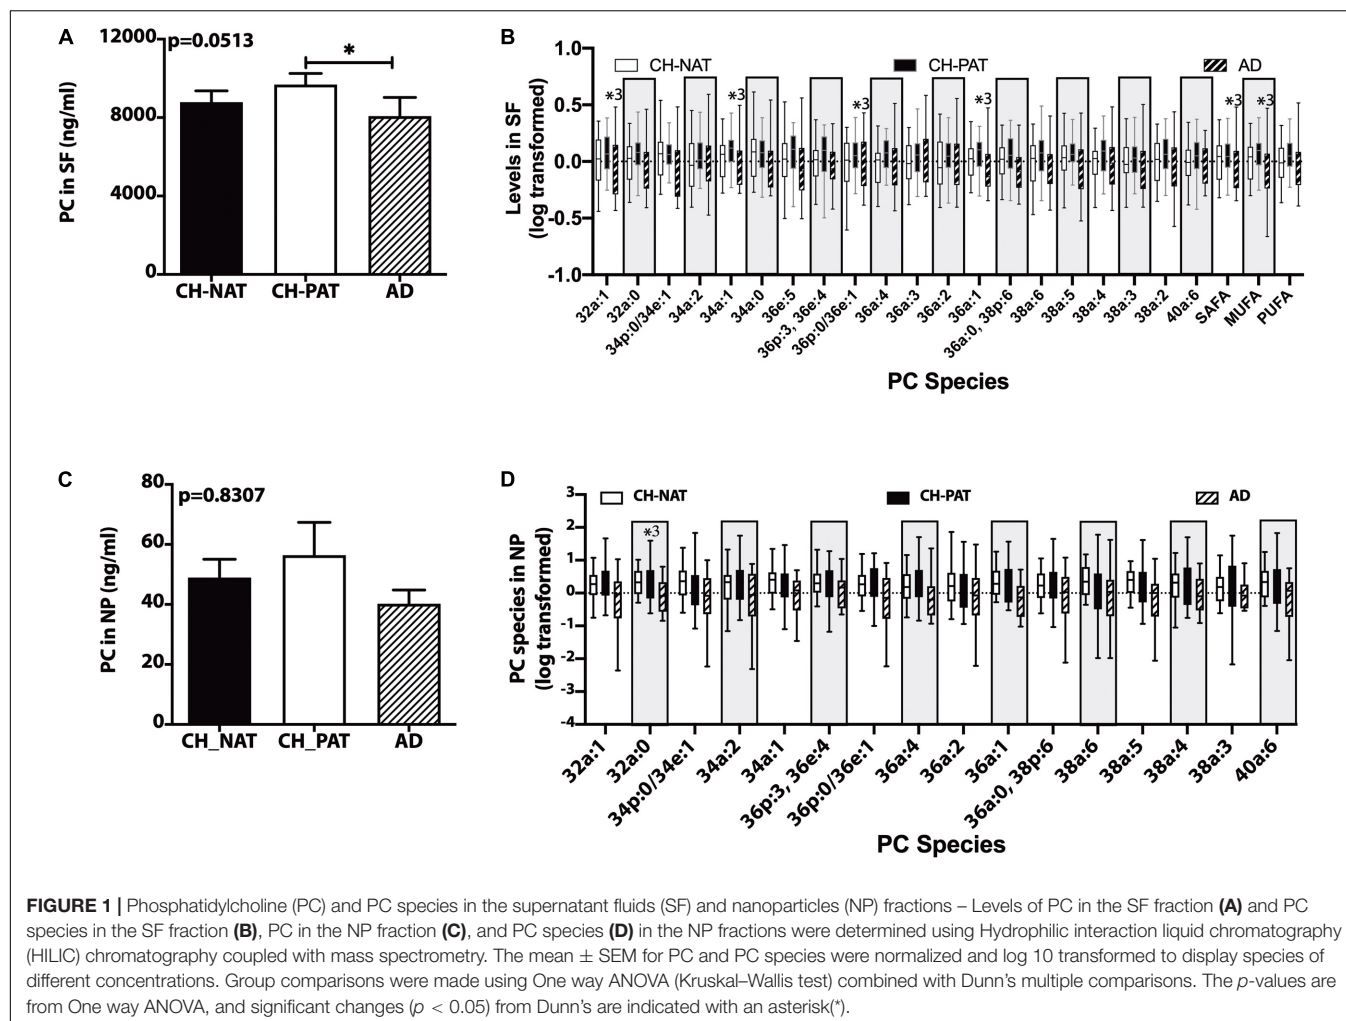 A
p=0.0513
*
PC in SF (ng/ml)
12000
8000
4000
0
CH-NAT CH-PAT AD
B
CH-NAT CH-PAT AD
Levels in SF
(log transformed)
1.0
0.5
0.0
-0.5
-1.0
*3 *3 *3 *3 *3 *3
32a:1
32a:0
34p:0/34e:1
34a:2
34a:1
34a:0
36e:5
36p:3, 36e:4
36p:0/36e:1
36a:4
36a:3
36a:2
36a:1
36a:0, 38p:6
38a:6
38a:5
38a:4
38a:3
38a:2
40a:6
SAFA
MUFA
PUFA
PC Species
C
p=0.8307
PC in NP (ng/ml)
80
60
40
20
0
CH_NAT CH_PAT AD
D
CH-NAT CH-PAT AD
PC species in NP
(log transformed)
3
2
1
0
-1
-2
-3
-4
*3
32a:1
32a:0
34p:0/34e:1
34a:2
34a:1
36p:3, 36e:4
36p:0/36e:1
36a:4
36a:2
36a:1
36a:0, 38p:6
38a:6
38a:5
38a:4
38a:3
40a:6
PC Species
FIGURE 1 | Phosphatidylcholine (PC) and PC species in the supernatant fluids (SF) and nanoparticles (NP) fractions – Levels of PC in the SF fraction (A) and PC
species in the SF fraction (B), PC in the NP fraction (C), and PC species (D) in the NP fractions were determined using Hydrophilic interaction liquid chromatography
(HILIC) chromatography coupled with mass spectrometry. The mean ± SEM for PC and PC species were normalized and log 10 transformed to display species of
different concentrations. Group comparisons were made using One way ANOVA (Kruskal–Wallis test) combined with Dunn's multiple comparisons. The p-values are
from One way ANOVA, and significant changes (p < 0.05) from Dunn's are indicated with an asterisk(*).